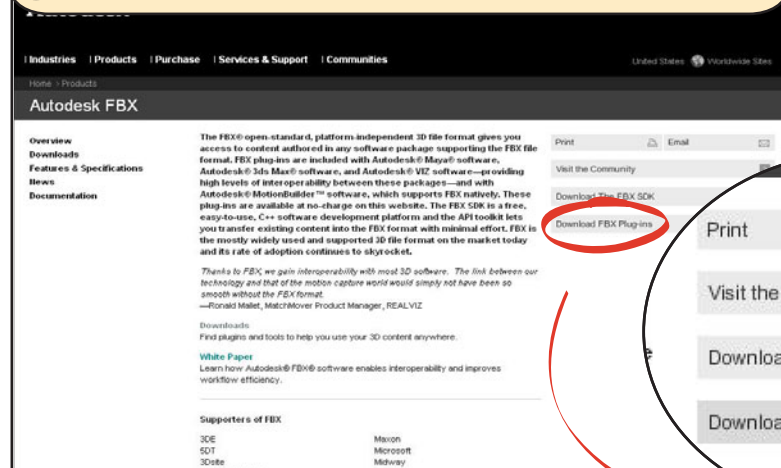 Industries | Products | Purchase | Services & Support | Communities
United States Worldwide Sites
Home > Products
Autodesk FBX
Overview
Downloads
Features & Specifications
News
Documentation
The FBX® open-standard, platform-independent 3D file format gives you
access to content authored in any software package supporting the FBX file
format. FBX plug-ins are included with Autodesk® Maya® software,
Autodesk® 3ds Max® software, and Autodesk® VIZ software—providing
high levels of interoperability between these packages—and with
Autodesk® MotionBuilder™ software, which supports FBX natively. These
plug-ins are available at no-charge on this website. The FBX SDK is a free,
easy-to-use, C++ software development platform and the API toolkit lets
you transfer existing content into the FBX format with minimal effort. FBX is
the mostly widely used and supported 3D file format on the market today
and its rate of adoption continues to skyrocket.
Thanks to FBX, we gain interoperability with most 3D software. The link between our
technology and that of the motion capture world would simply not have been so
smooth without the FBX format.
—Ronald Mallet, MatchMover Product Manager, REALVIZ
Downloads
Find plugins and tools to help you use your 3D content anywhere.
White Paper
Learn how Autodesk® FBX® software enables interoperability and improves
workflow efficiency.
Supporters of FBX
3DE
5DT
3Dsite
Maxon
Microsoft
Midway
Print Email
Visit the Community
Download The FBX SDK
Download FBX Plug-ins
Print
Visit the
Downloa
Downloa